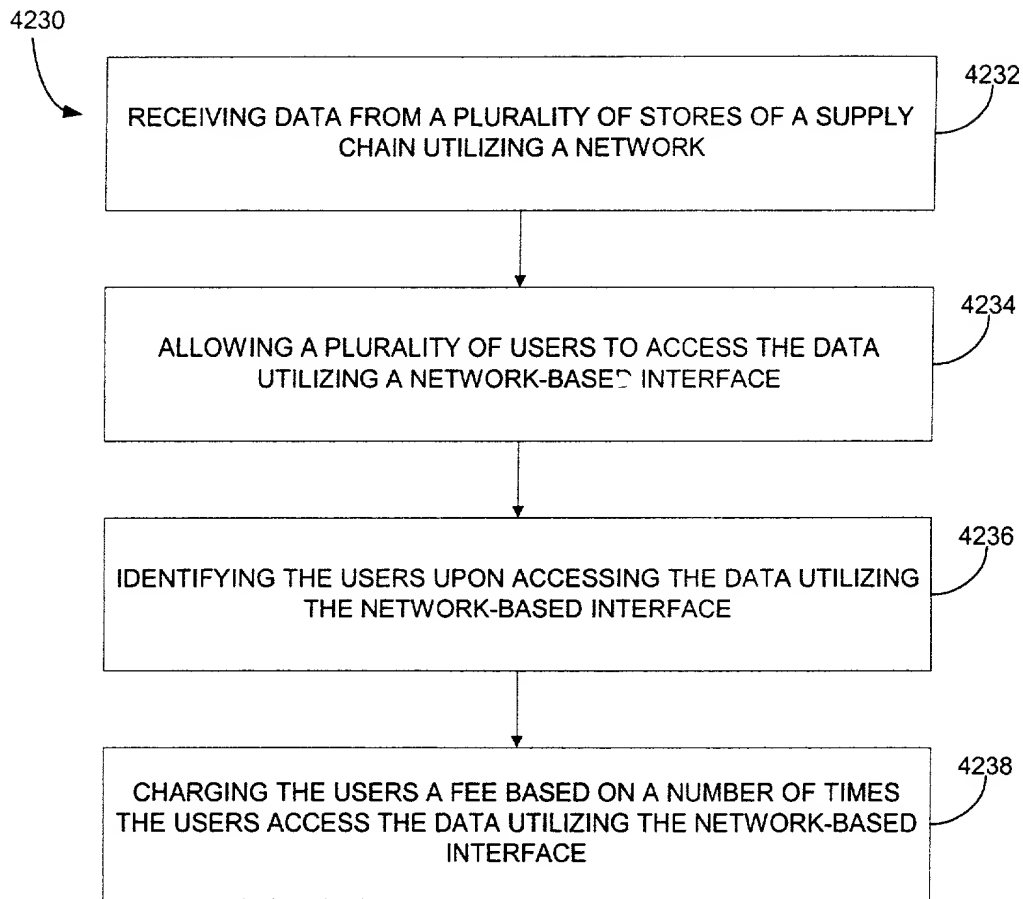 4230
4232
RECEIVING DATA FROM A PLURALITY OF STORES OF A SUPPLY
CHAIN UTILIZING A NETWORK
4234
ALLOWING A PLURALITY OF USERS TO ACCESS THE DATA
UTILIZING A NETWORK-BASED INTERFACE
4236
IDENTIFYING THE USERS UPON ACCESSING THE DATA UTILIZING
THE NETWORK-BASED INTERFACE
4238
CHARGING THE USERS A FEE BASED ON A NUMBER OF TIMES
THE USERS ACCESS THE DATA UTILIZING THE NETWORK-BASED
INTERFACE